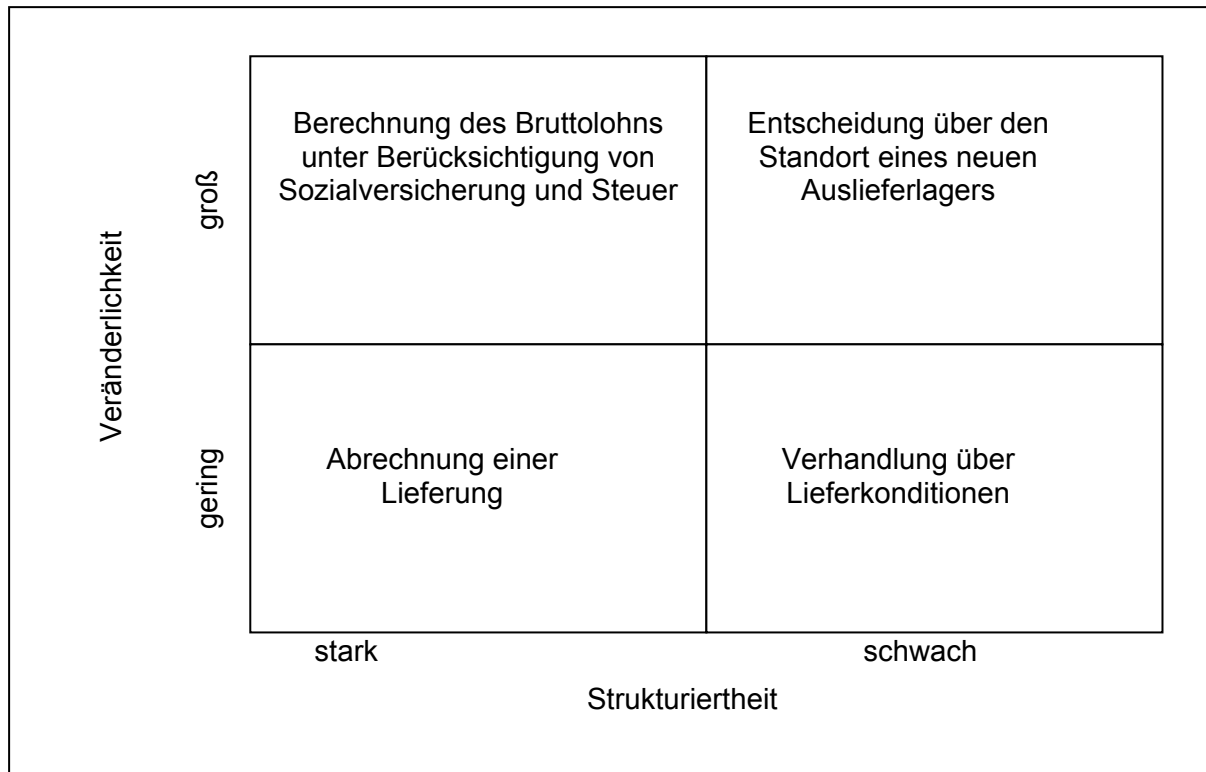 Veränderlichkeit
groß
Berechnung des Bruttolohns
unter Berücksichtigung von
Sozialversicherung und Steuer
Entscheidung über den
Standort eines neuen
Auslieferlagers
gering
Abrechnung einer
Lieferung
Verhandlung über
Lieferkonditionen
stark
schwach
Strukturiertheit